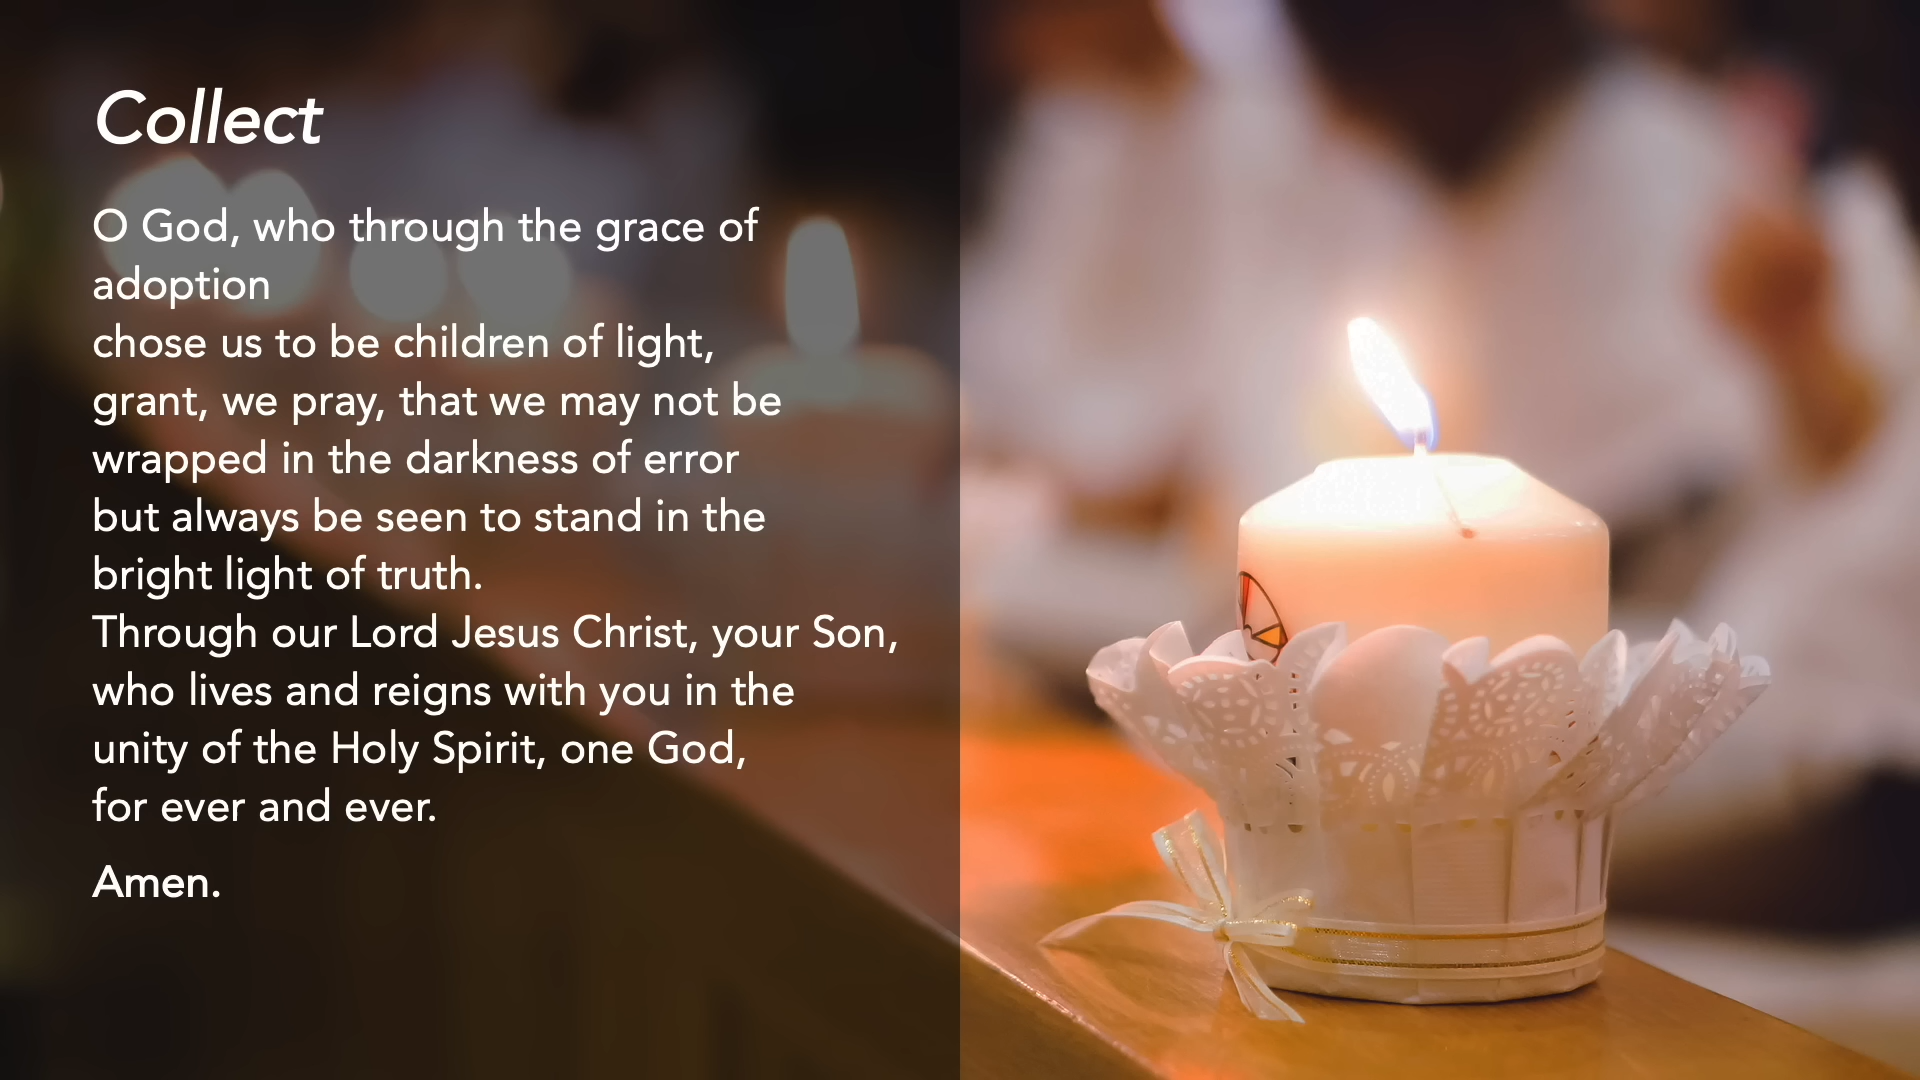 Collect
O God, who through the grace of
adoption
chose us to be children of light,
grant, we pray, that we may not be
wrapped in the darkness of error
but always be seen to stand in the
bright light of truth.
Through our Lord Jesus Christ, your Son,
who lives and reigns with you in the
unity of the Holy Spirit, one God,
for ever and ever.
Amen.